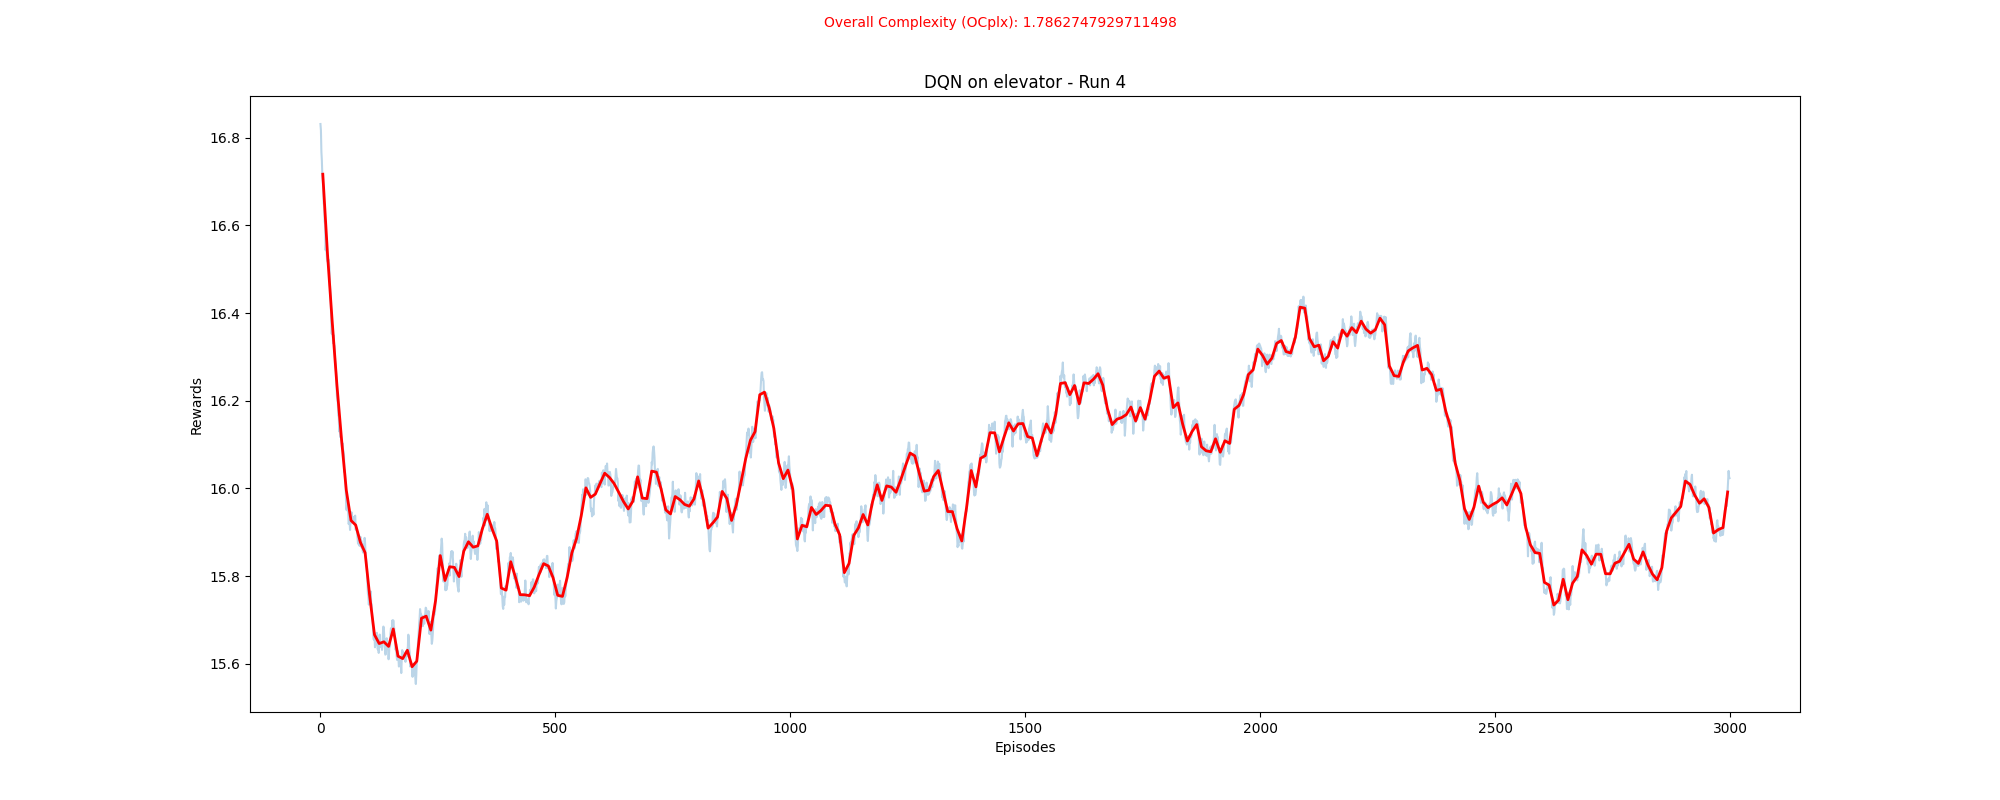 Overall Complexity (OCplx): 1.7862747929711498
DQN on elevator - Run 4
Rewards
16.8
16.6
16.4
16.2
16.0
15.8
15.6
0 500 1000 1500 2000 2500 3000
Episodes